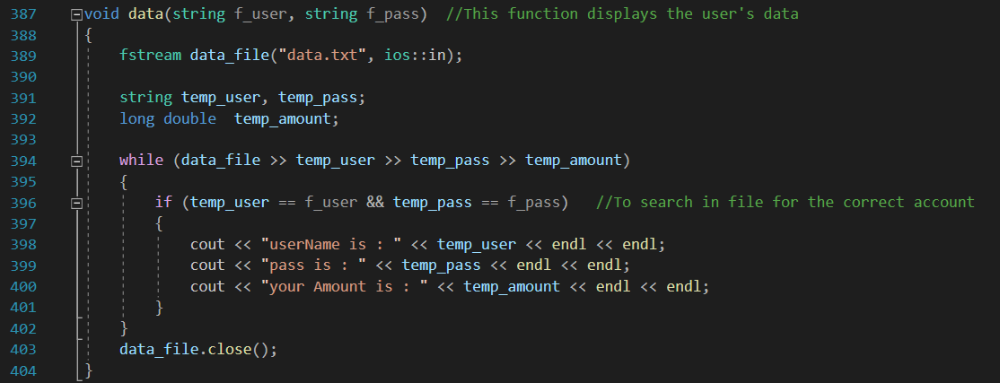 387 void data(string f_user, string f_pass)  //This function displays the user's data
388 {
389     fstream data_file("data.txt", ios::in);
390
391     string temp_user, temp_pass;
392     long double  temp_amount;
393
394     while (data_file >> temp_user >> temp_pass >> temp_amount)
395     {
396         if (temp_user == f_user && temp_pass == f_pass)   //To search in file for the correct account
397         {
398             cout << "userName is : " << temp_user << endl << endl;
399             cout << "pass is : " << temp_pass << endl << endl;
400             cout << "your Amount is : " << temp_amount << endl << endl;
401         }
402     }
403     data_file.close();
404 }